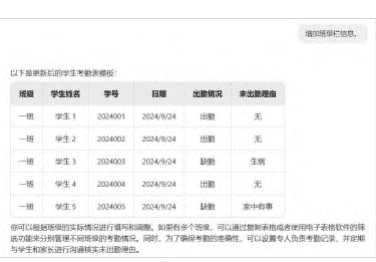 增加班级栏信息。
以下是更新后的学生考勤表模板：
班级 学生姓名 学号 日期 出勤情况 未出勤理由
一班 学生 1 2024001 2024/9/24 出勤 无
一班 学生 2 2024002 2024/9/24 出勤 无
一班 学生 3 2024003 2024/9/24 缺勤 生病
一班 学生 4 2024004 2024/9/24 出勤 无
一班 学生 5 2024005 2024/9/24 缺勤 家中有事
你可以根据班级的实际情况进行填写和调整。如果有多个班级，可以通过复制表格或者使用电子表格软件的筛
选功能来分别管理不同班级的考勤情况。同时，为了确保考勤的准确性，可以设置专人负责考勤记录，并定期
与学生和家长进行沟通核实未出勤理由。